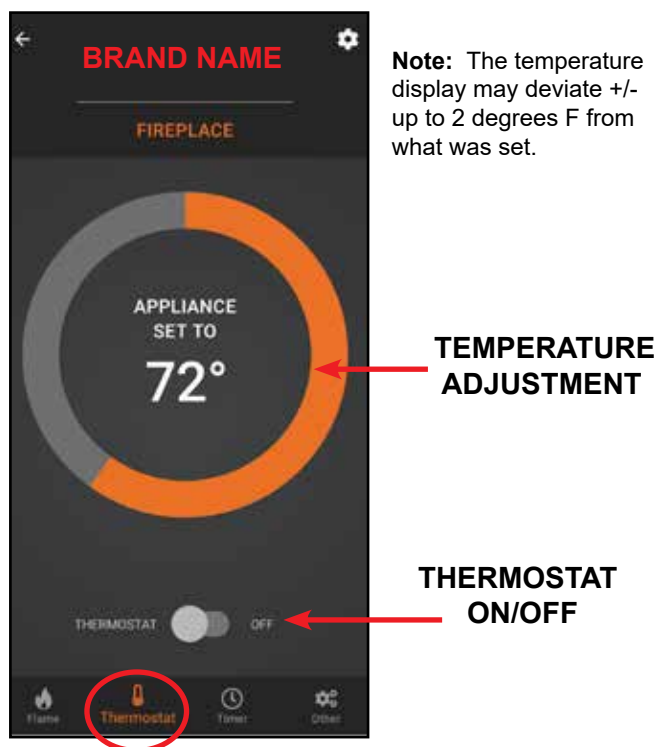 BRAND NAME
FIREPLACE
APPLIANCE
SET TO
72°
THERMOSTAT OFF
Flame Thermostat Timer Other
Note: The temperature
display may deviate +/-
up to 2 degrees F from
what was set.
TEMPERATURE
ADJUSTMENT
THERMOSTAT
ON/OFF